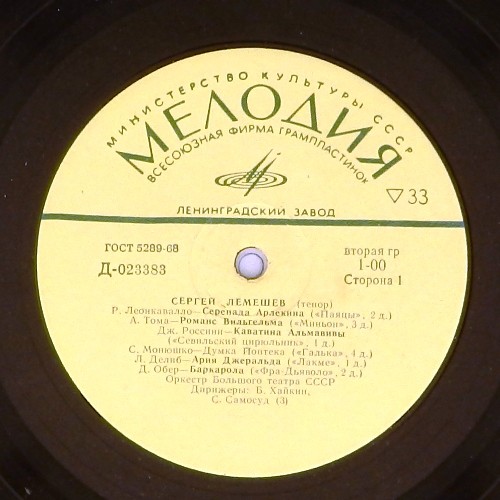 МИНИСТЕРСТВО КУЛЬТУРЫ СССР
МЕЛОДИЯ
ВСЕСОЮЗНАЯ ФИРМА ГРАМПЛАСТИНОК
▽33
ЛЕНИНГРАДСКИЙ ЗАВОД
ГОСТ 5289-68
Д-023383
вторая гр
1-00
Сторона 1
СЕРГЕЙ ЛЕМЕШЕВ (тенор)
Р. Леонкавалло—Серенада Арлекина («Паяцы», 2 д.)
А. Тома—Романс Вильгельма («Миньон», 3 д.)
Дж. Россини—Каватина Альмавивы
(«Севильский цирюльник», 1 д.)
С. Монюшко—Думка Йонтека («Галька», 4 д.)
Л. Делиб—Ария Джеральда («Лакме», 1 д.)
Д. Обер—Баркарола («Фра-Дьяволо», 2 д.)
Оркестр Большого театра СССР
Дирижеры: Б. Хайкин,
С. Самосуд (3)